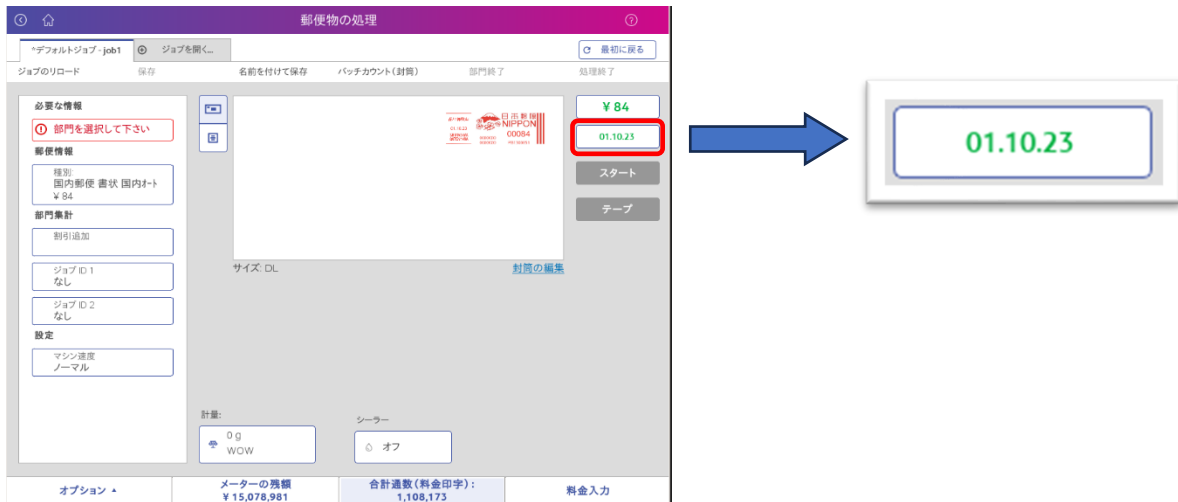 郵便物の処理
^デフォルトジョブ - job1
ジョブを開く...
最初に戻る
ジョブのリロード
保存
名前を付けて保存
バッチカウント(封筒)
部門終了
処理終了
必要な情報
部門を選択して下さい
郵便情報
種別:
国内郵便 書状 国内ｵｰﾄ
¥ 84
部門集計
割引追加
ジョブ ID 1
なし
ジョブ ID 2
なし
設定
マシン速度
ノーマル
日本郵便
NIPPON
00084
サイズ: DL
封筒の編集
¥ 84
01.10.23
スタート
テープ
01.10.23
計量:
0 g
WOW
シーラー
オフ
オプション
メーターの残額
¥ 15,078,981
合計通数(料金印字):
1,108,173
料金入力